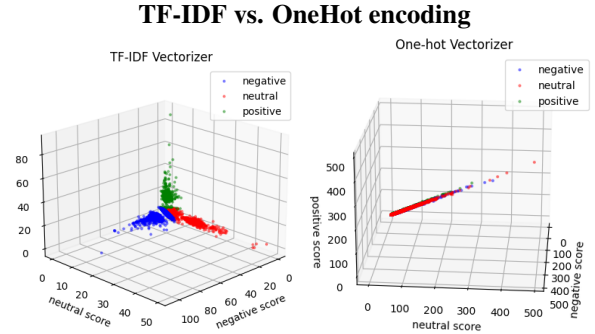 TF-IDF vs. OneHot encoding
TF-IDF Vectorizer
negative
neutral
positive
80
60
40
20
0
0
10
20
30
40
50
neutral score
100
80
60
40
20
0
negative score
One-hot Vectorizer
negative
neutral
positive
500
400
300
200
100
0
positive score
0
100
200
300
400
500
neutral score
0
100
200
300
400
500
negative score